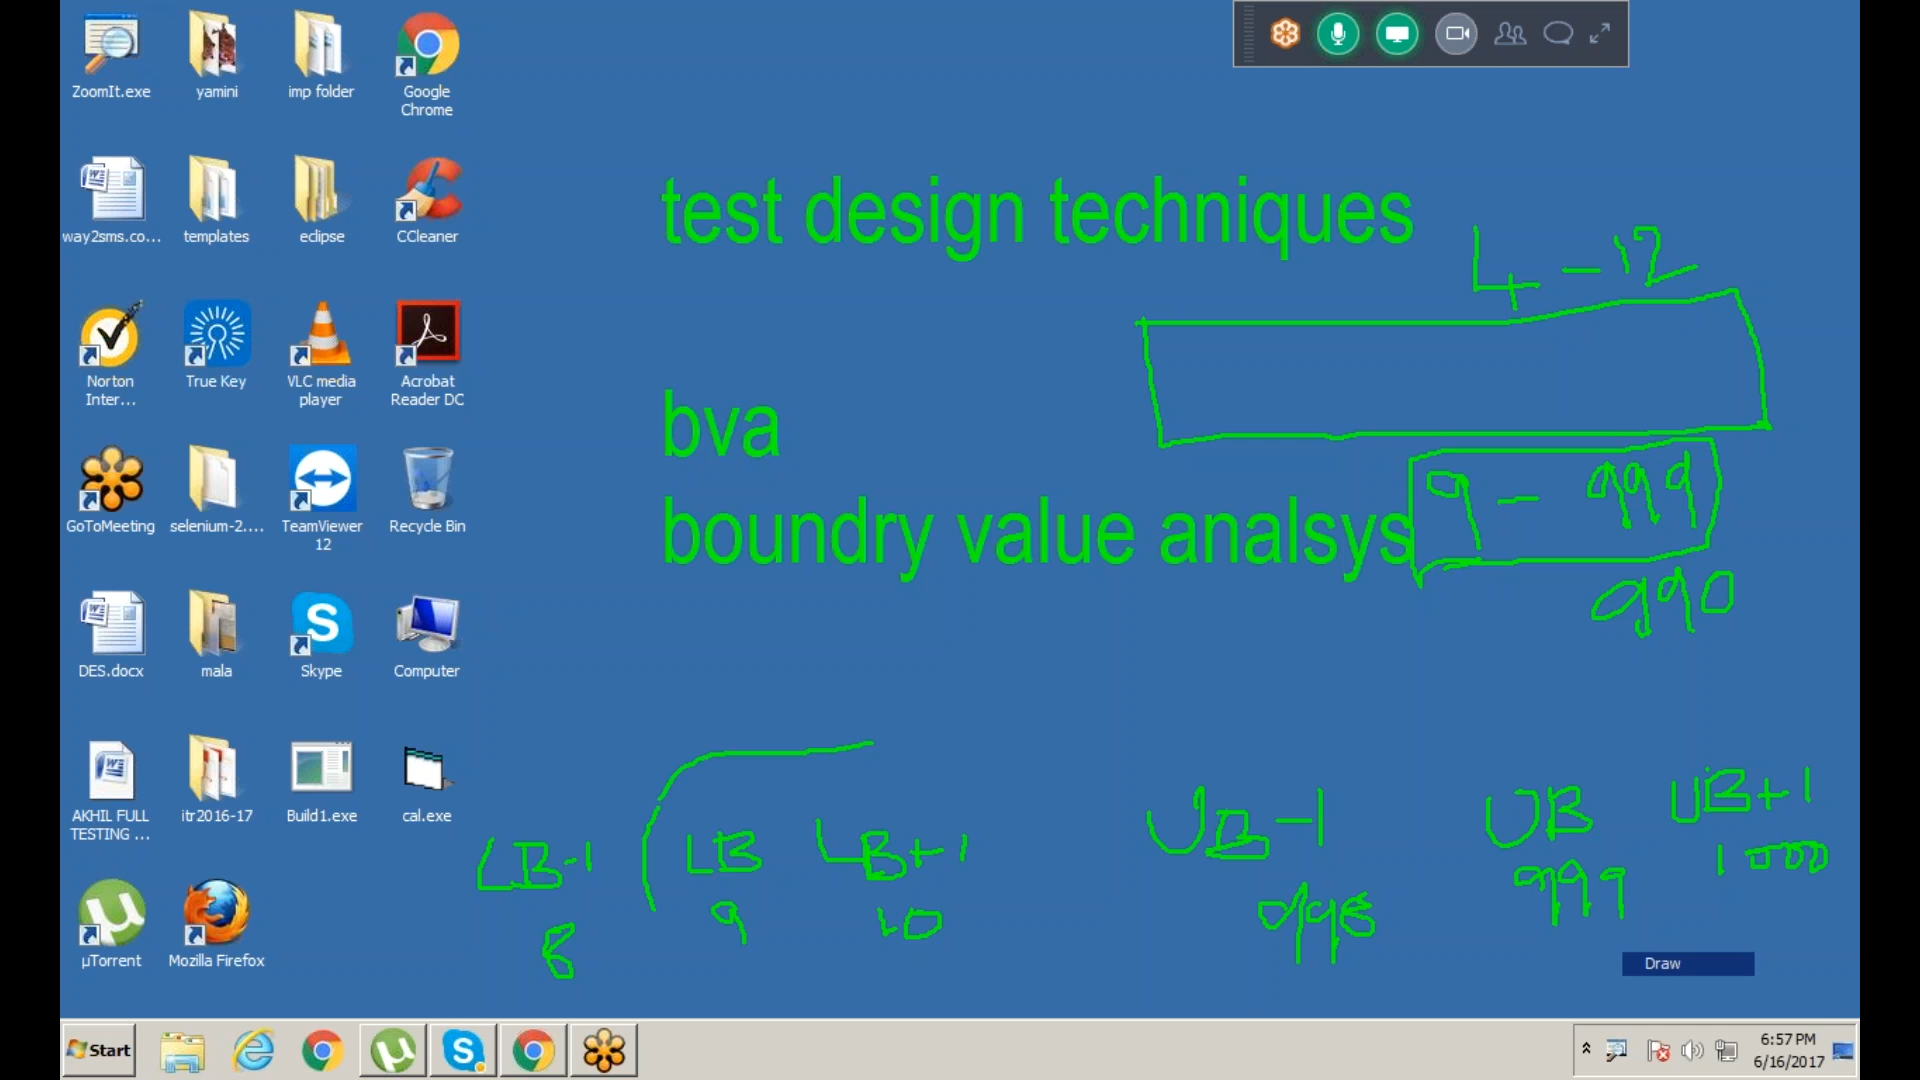 ZoomIt.exe
yamini
imp folder
Google
Chrome
way2sms.co...
templates
eclipse
CCleaner
Norton
Inter...
True Key
VLC media
player
Acrobat
Reader DC
GoToMeeting
selenium-2....
TeamViewer
12
Recycle Bin
DES.docx
mala
Skype
Computer
AKHIL FULL
TESTING ...
itr2016-17
Build1.exe
cal.exe
µTorrent
Mozilla Firefox
test design techniques
4 - 12
bva
boundry value analsys
9 - 999
990
LB-1
LB
LB+1
UB-1
UB
UB+1
8
9
10
998
999
1000
Draw
Start
6:57 PM
6/16/2017